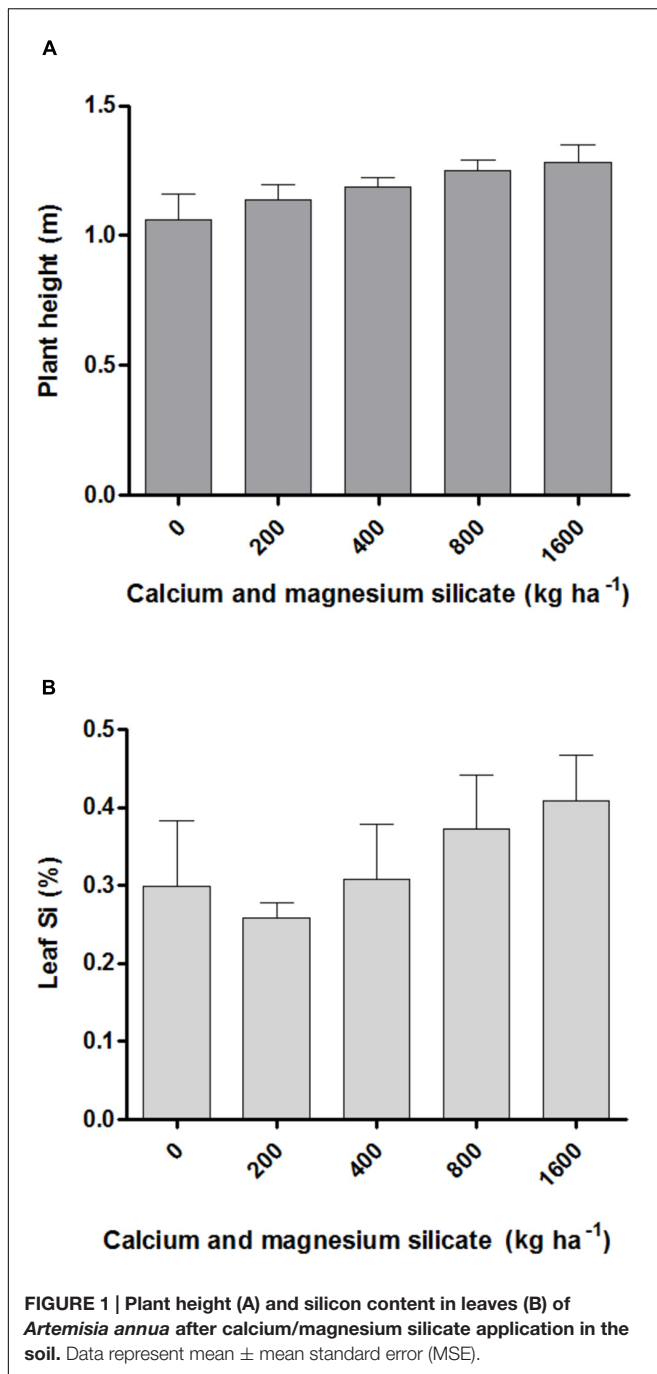 A
1.5
1.0
0.5
0.0
Plant height (m)
0
200
400
800
1600
Calcium and magnesium silicate (kg ha⁻¹)
B
0.5
0.4
0.3
0.2
0.1
0.0
Leaf Si (%)
0
200
400
800
1600
Calcium and magnesium silicate (kg ha⁻¹)
FIGURE 1 | Plant height (A) and silicon content in leaves (B) of
Artemisia annua after calcium/magnesium silicate application in the
soil. Data represent mean ± mean standard error (MSE).